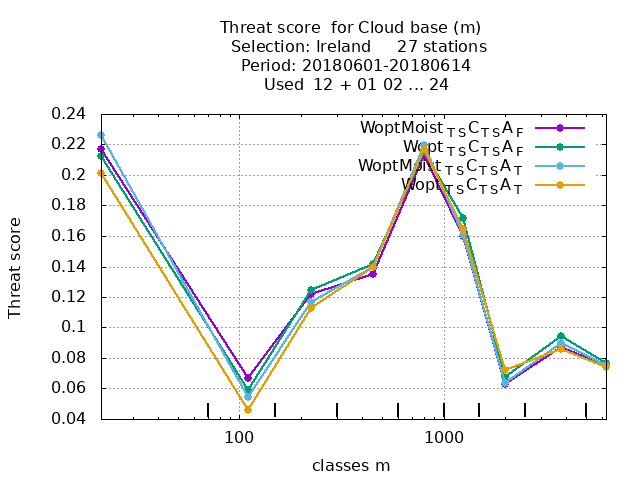 Threat score  for Cloud base (m)
Selection: Ireland     27 stations
Period: 20180601-20180614
Used  12 + 01 02 ... 24
WoptMoist TS C TS A F
Wopt TS C TS A F
WoptMoist TS C TS A T
Wopt TS C TS A T
0.24
0.22
0.2
0.18
0.16
0.14
0.12
0.1
0.08
0.06
0.04
Threat score
100
1000
classes m